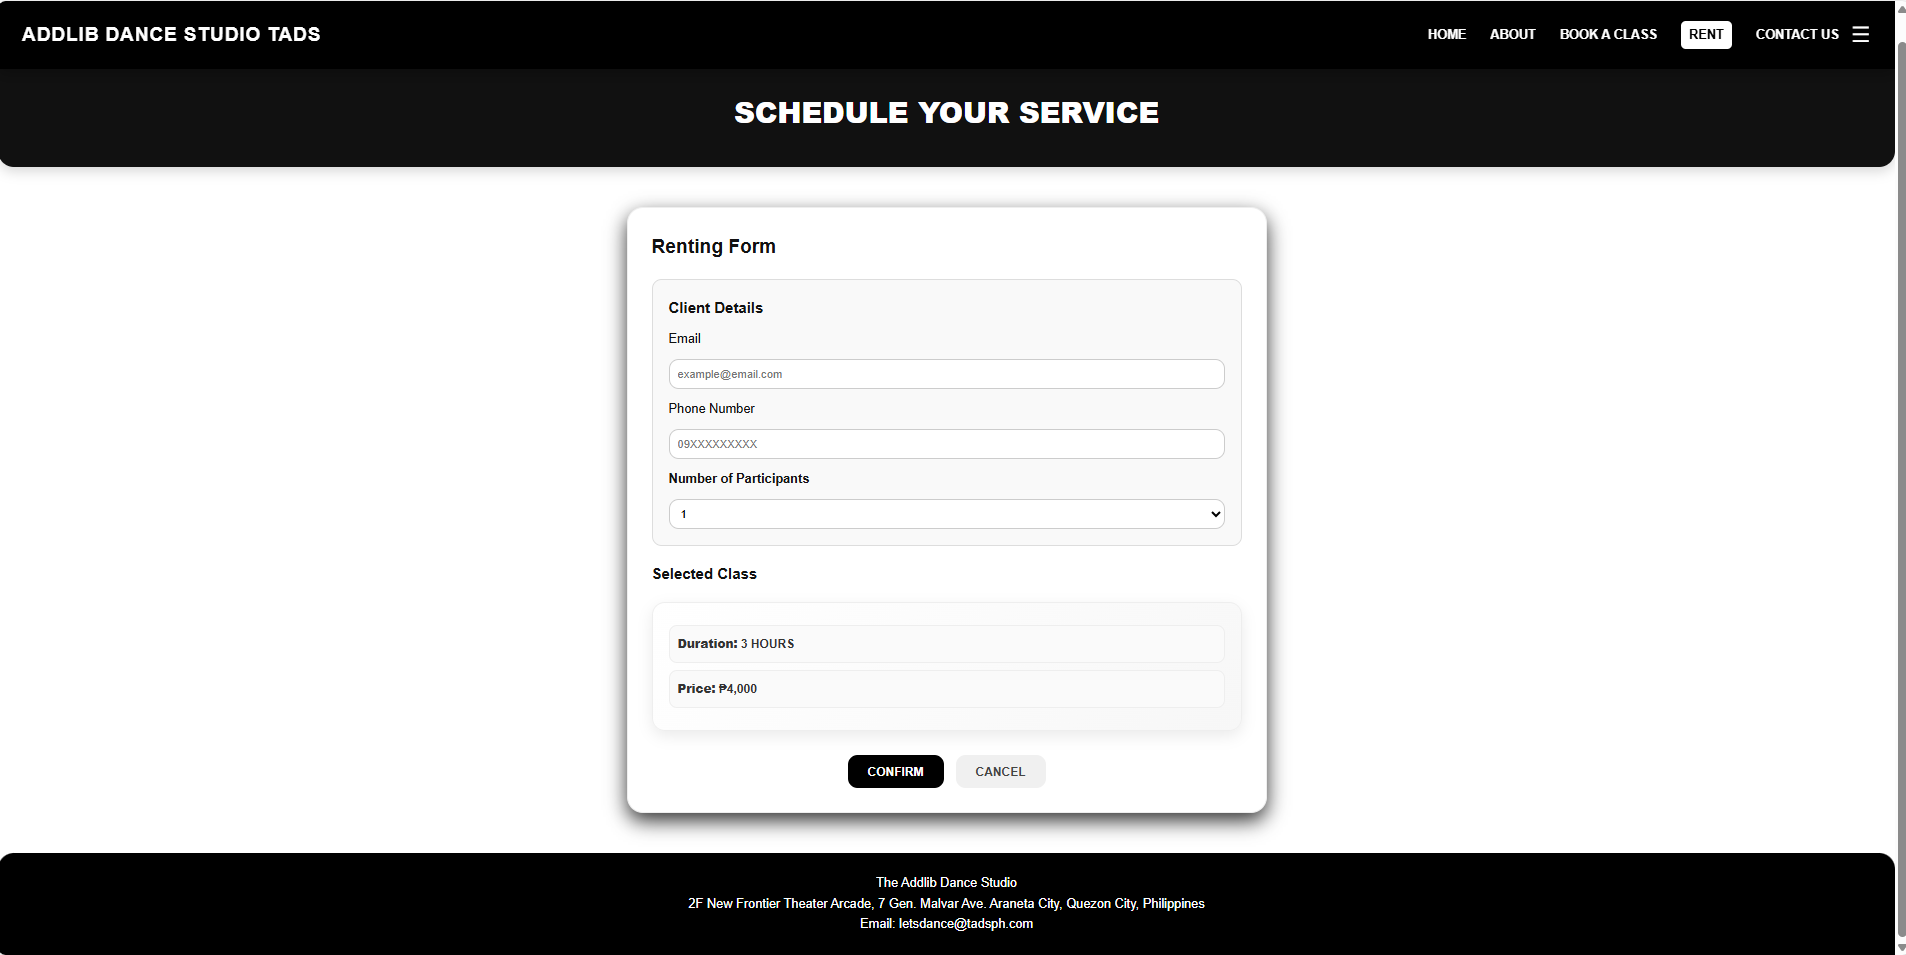 ADDLIB DANCE STUDIO TADS
HOME ABOUT BOOK A CLASS RENT CONTACT US
SCHEDULE YOUR SERVICE
Renting Form
Client Details
Email
example@email.com
Phone Number
09XXXXXXXXX
Number of Participants
1
Selected Class
Duration: 3 HOURS
Price: ₱4,000
CONFIRM CANCEL
The Addlib Dance Studio
2F New Frontier Theater Arcade, 7 Gen. Malvar Ave. Araneta City, Quezon City, Philippines
Email: letsdance@tadsph.com